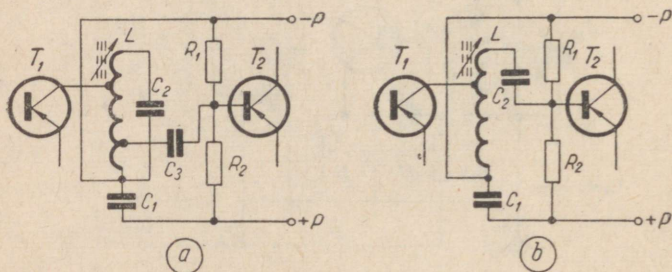 −P
−P
R₁ L T₁ T₂ C₂
L T₁ R₁ T₂ C₂
C₃ R₂ C₁
R₂ C₁
+P
+P
a
b